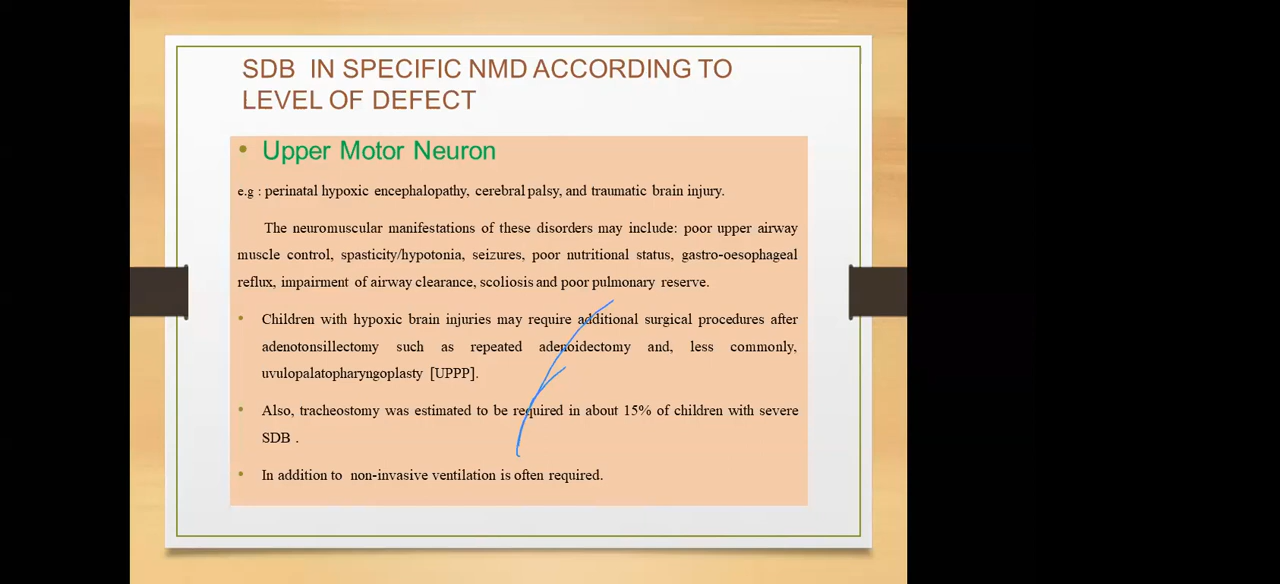 SDB IN SPECIFIC NMD ACCORDING TO
LEVEL OF DEFECT
• Upper Motor Neuron
e.g : perinatal hypoxic encephalopathy, cerebral palsy, and traumatic brain injury.
The neuromuscular manifestations of these disorders may include: poor upper airway
muscle control, spasticity/hypotonia, seizures, poor nutritional status, gastro-oesophageal
reflux, impairment of airway clearance, scoliosis and poor pulmonary reserve.
• Children with hypoxic brain injuries may require additional surgical procedures after
adenotonsillectomy such as repeated adenoidectomy and, less commonly,
uvulopalatopharyngoplasty [UPPP].
• Also, tracheostomy was estimated to be required in about 15% of children with severe
SDB .
• In addition to non-invasive ventilation is often required.